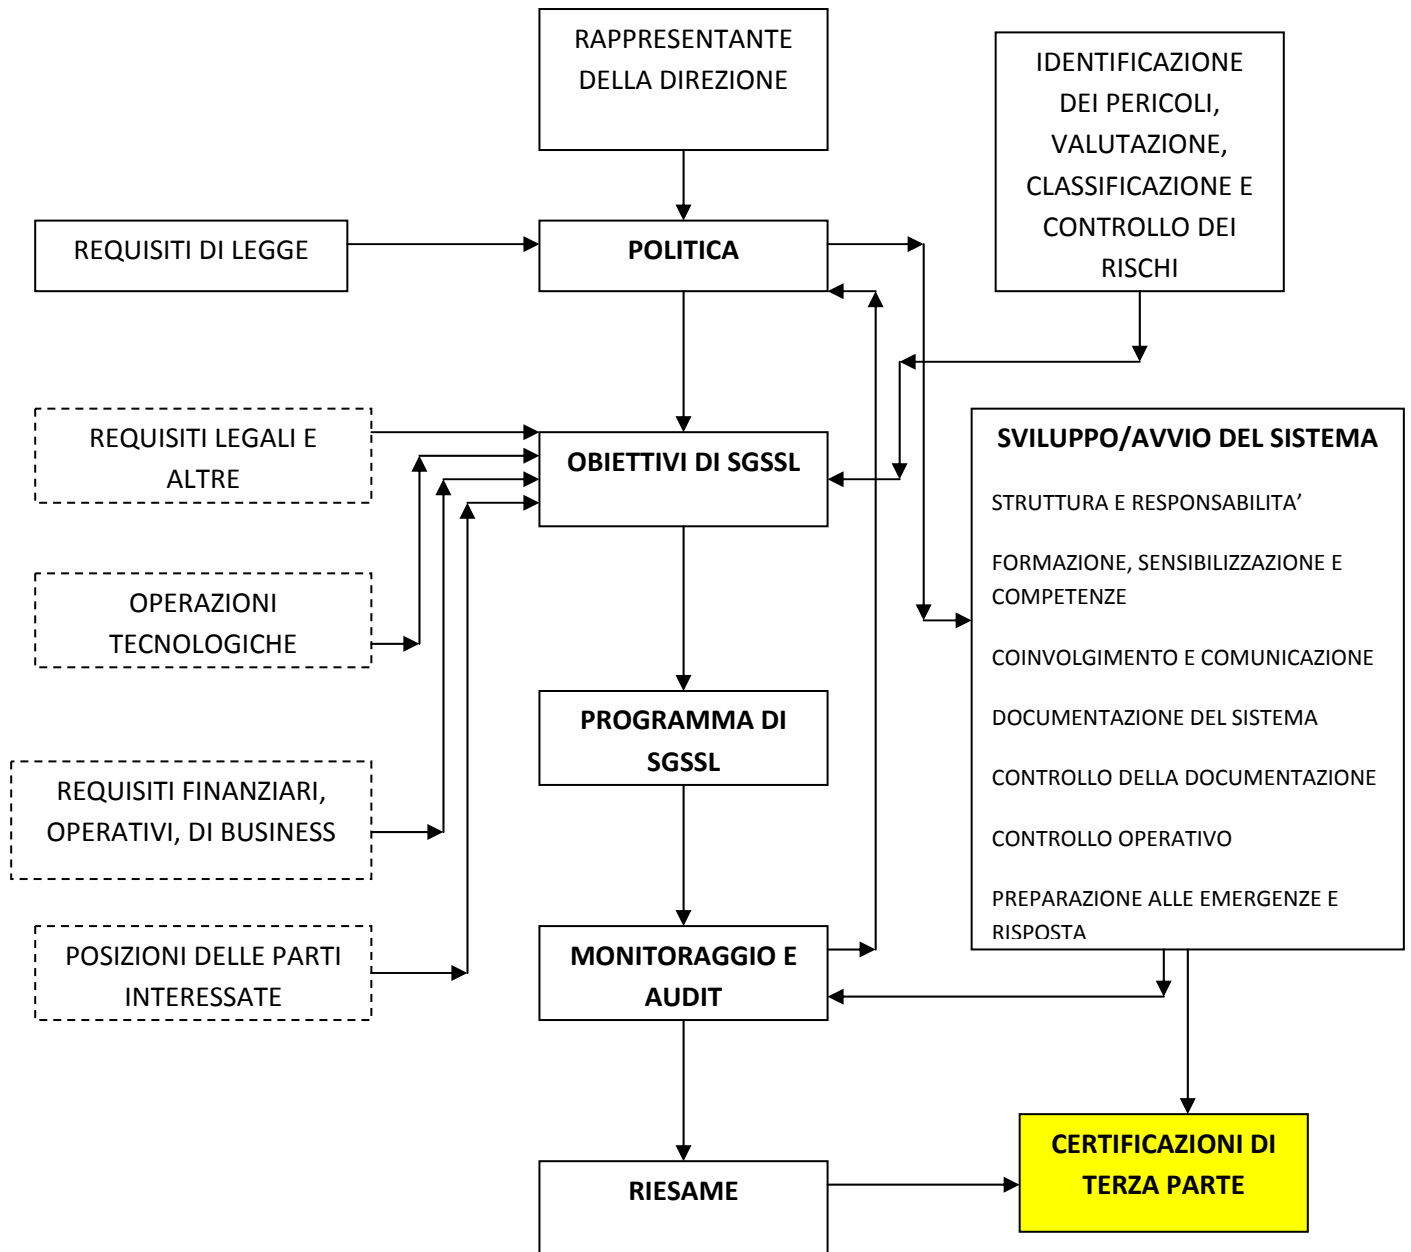 RAPPRESENTANTE
DELLA DIREZIONE
IDENTIFICAZIONE
DEI PERICOLI,
VALUTAZIONE,
CLASSIFICAZIONE E
CONTROLLO DEI
RISCHI
REQUISITI DI LEGGE
POLITICA
REQUISITI LEGALI E
ALTRE
OBIETTIVI DI SGSSL
SVILUPPO/AVVIO DEL SISTEMA
STRUTTURA E RESPONSABILITA’
FORMAZIONE, SENSIBILIZZAZIONE E
COMPETENZE
COINVOLGIMENTO E COMUNICAZIONE
DOCUMENTAZIONE DEL SISTEMA
CONTROLLO DELLA DOCUMENTAZIONE
CONTROLLO OPERATIVO
PREPARAZIONE ALLE EMERGENZE E
RISPOSTA
OPERAZIONI
TECNOLOGICHE
PROGRAMMA DI
SGSSL
REQUISITI FINANZIARI,
OPERATIVI, DI BUSINESS
POSIZIONI DELLE PARTI
INTERESSATE
MONITORAGGIO E
AUDIT
RIESAME
CERTIFICAZIONI DI
TERZA PARTE